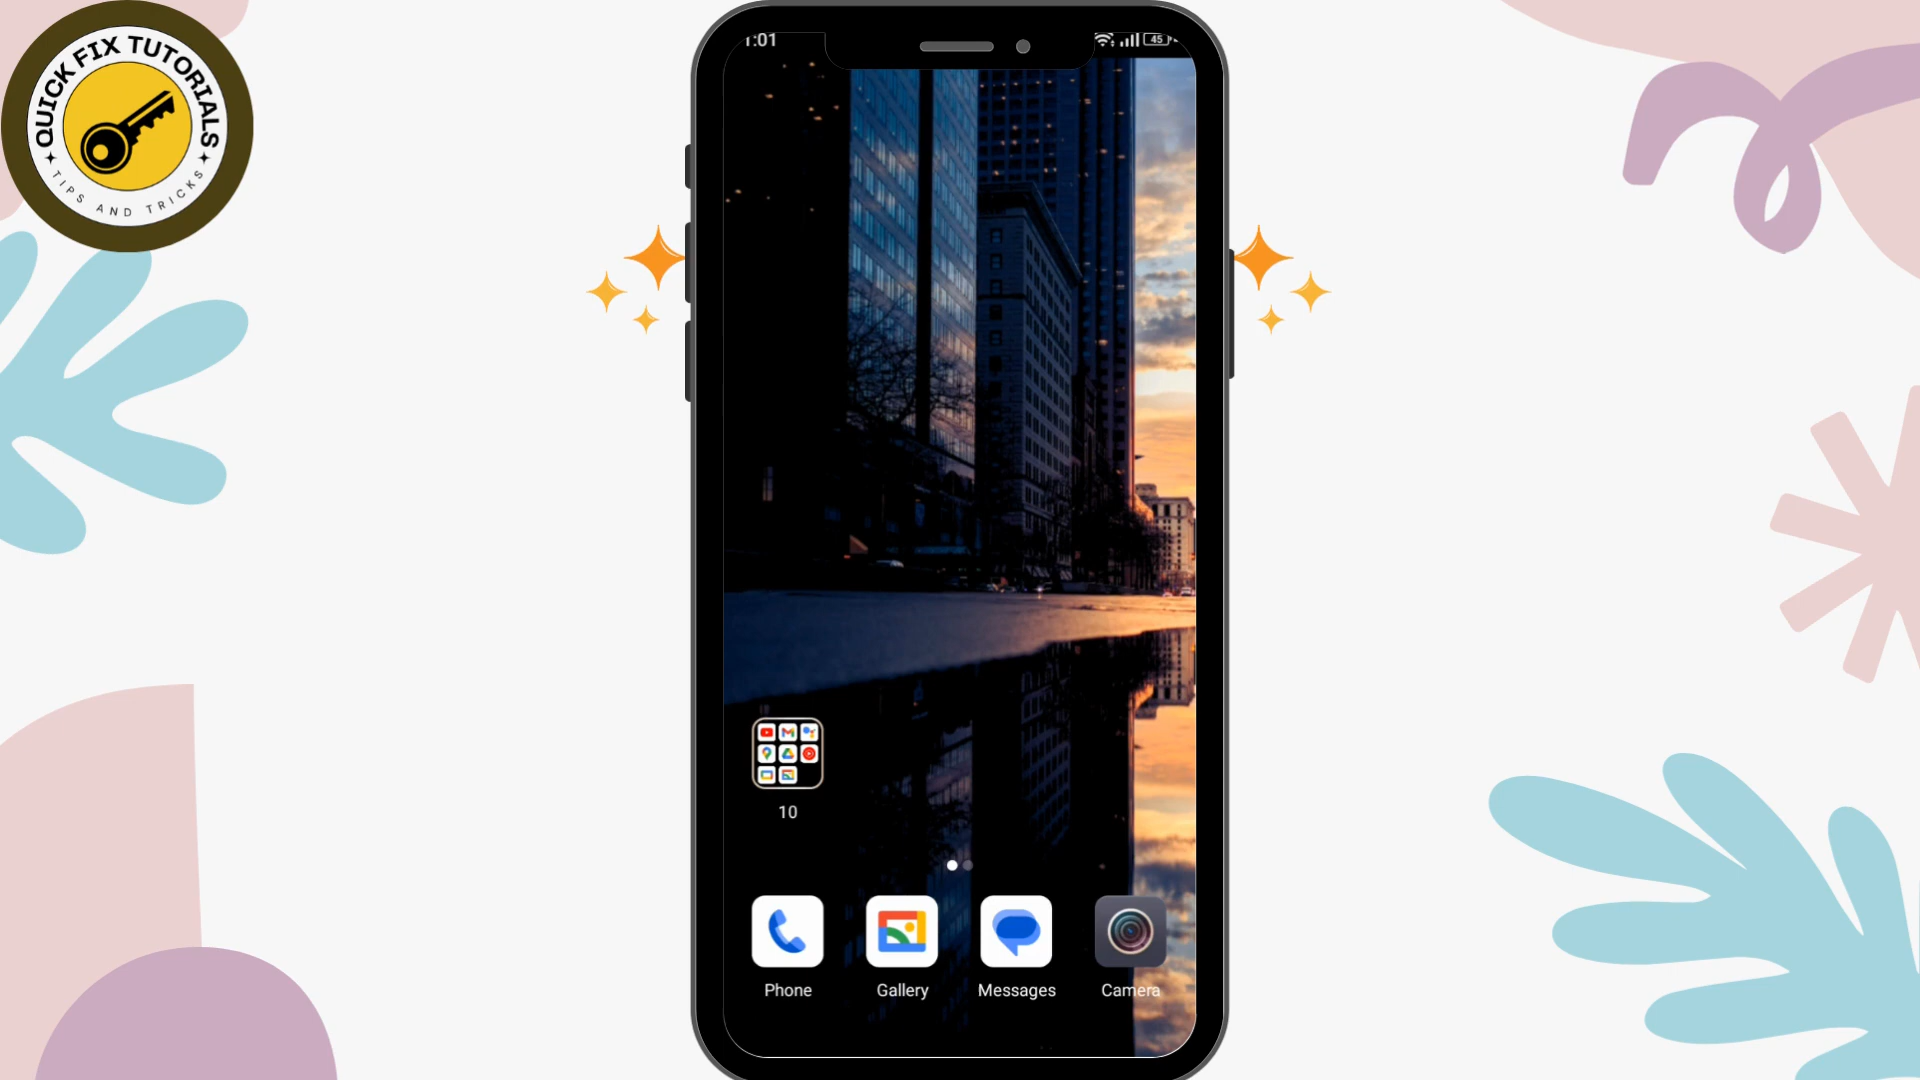 QUICK FIX TUTORIALS
TIPS AND TRICKS
1:01
45
10
Phone
Gallery
Messages
Camera